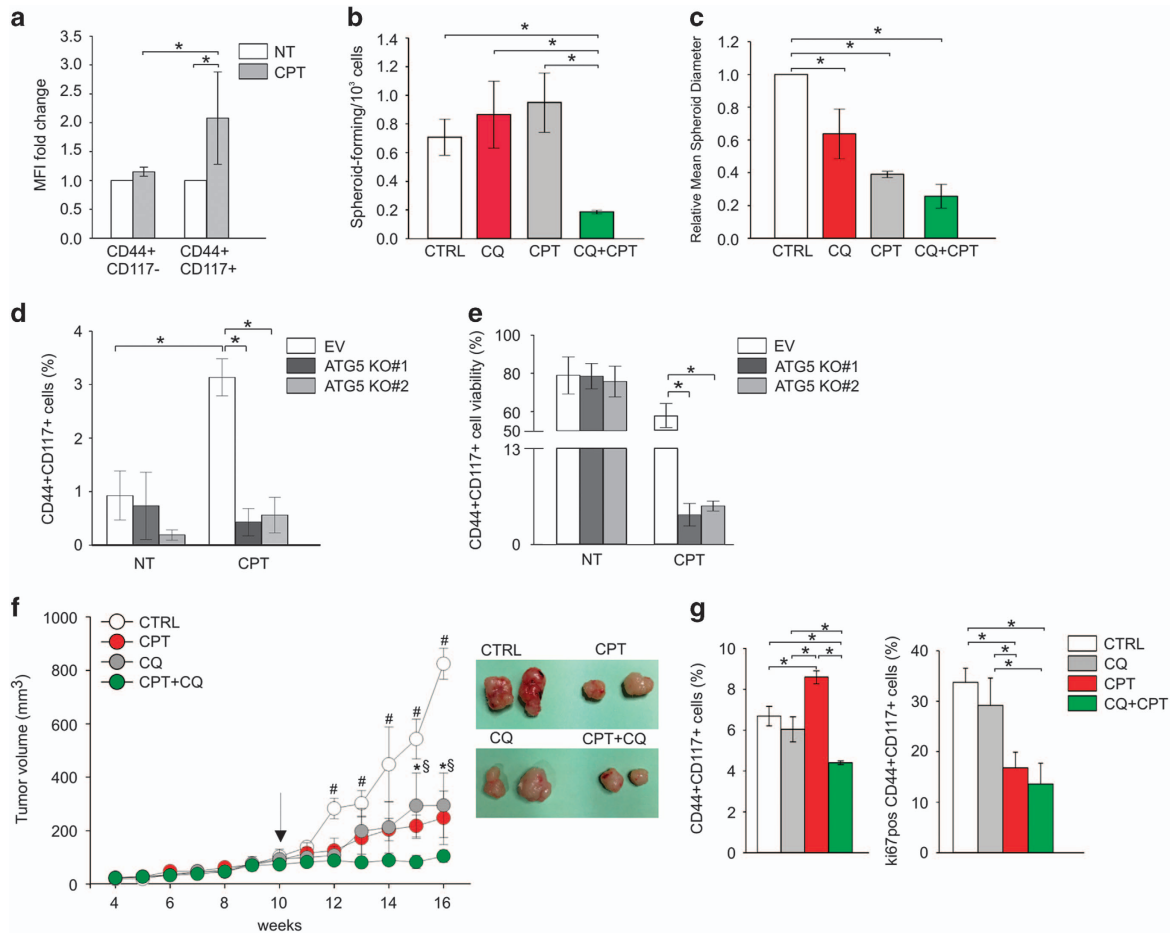 a
MFI fold change
3.5
3.0
2.5
2.0
1.5
1.0
0.5
0.0
*
*
NT
CPT
CD44+
CD117-
CD44+
CD117+
b
Spheroid-forming/10³ cells
1.6
1.4
1.2
1.0
0.8
0.6
0.4
0.2
0.0
*
*
*
CTRL CQ CPT CQ+CPT
c
Relative Mean Spheroid Diameter
1.2
1.0
0.8
0.6
0.4
0.2
0.0
*
*
*
CTRL CQ CPT CQ+CPT
d
CD44+CD117+ cells (%)
4
3
2
1
0
*
*
*
EV
ATG5 KO#1
ATG5 KO#2
NT CPT
e
CD44+CD117+ cell viability (%)
100
80
60
50
13
0
*
*
EV
ATG5 KO#1
ATG5 KO#2
NT CPT
f
Tumor volume (mm³)
1000
800
600
400
200
0
CTRL
CPT
CQ
CPT+CQ
#
#
#
#
#
*§
*§
4 6 8 10 12 14 16
weeks
CTRL CPT
CQ CPT+CQ
g
CD44+CD117+ cells (%)
10
8
6
4
2
0
*
*
*
*
*
ki67pos CD44+CD117+ cells (%)
50
40
30
20
10
0
*
*
*
*
CTRL
CQ
CPT
CQ+CPT